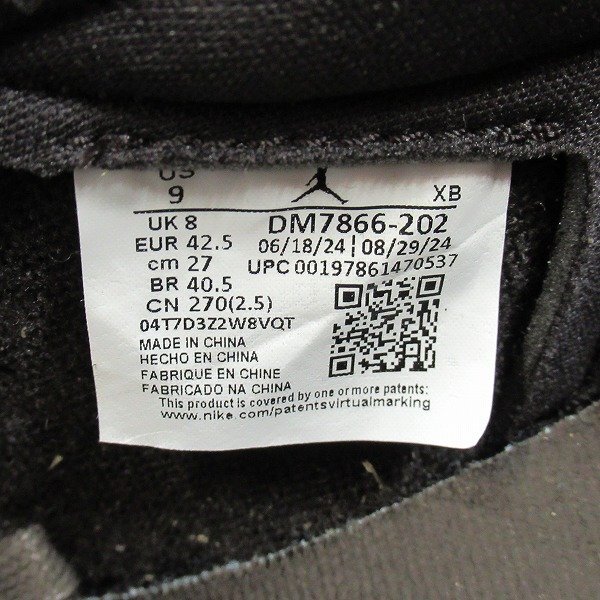 US
9
XB
UK 8
DM7866-202
EUR 42.5
06/18/24 | 08/29/24
cm 27
UPC 00197861470537
BR 40.5
CN 270(2.5)
04T7D3Z2W8VQT
MADE IN CHINA
HECHO EN CHINA
FABRIQUE EN CHINE
FABRICADO NA CHINA
This product is covered by one or more patents:
www.nike.com/patentsvirtualmarking